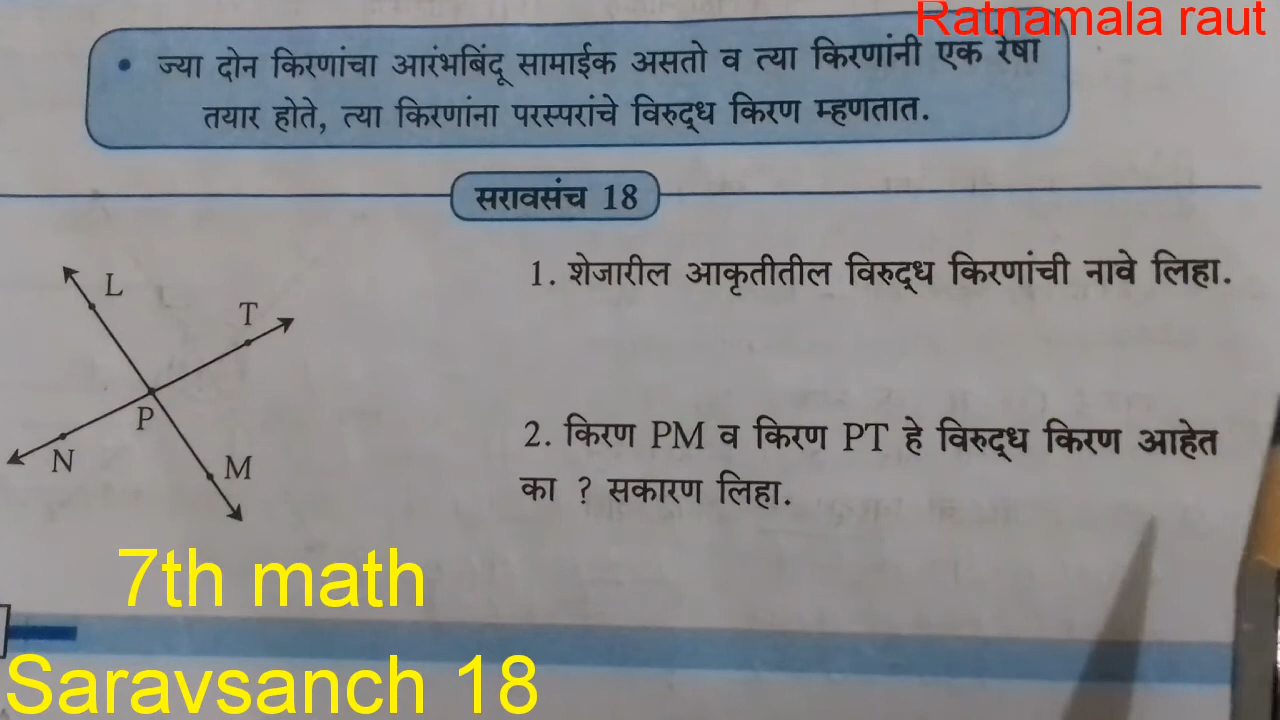 Ratnamala raut
• ज्या दोन किरणांचा आरंभबिंदू सामाईक असतो व त्या किरणांनी एक रेषा
तयार होते, त्या किरणांना परस्परांचे विरुद्ध किरण म्हणतात.
सरावसंच 18
1. शेजारील आकृतीतील विरुद्ध किरणांची नावे लिहा.
L
T
P
N
M
2. किरण PM व किरण PT हे विरुद्ध किरण आहेत
का ? सकारण लिहा.
7th math
Saravsanch 18